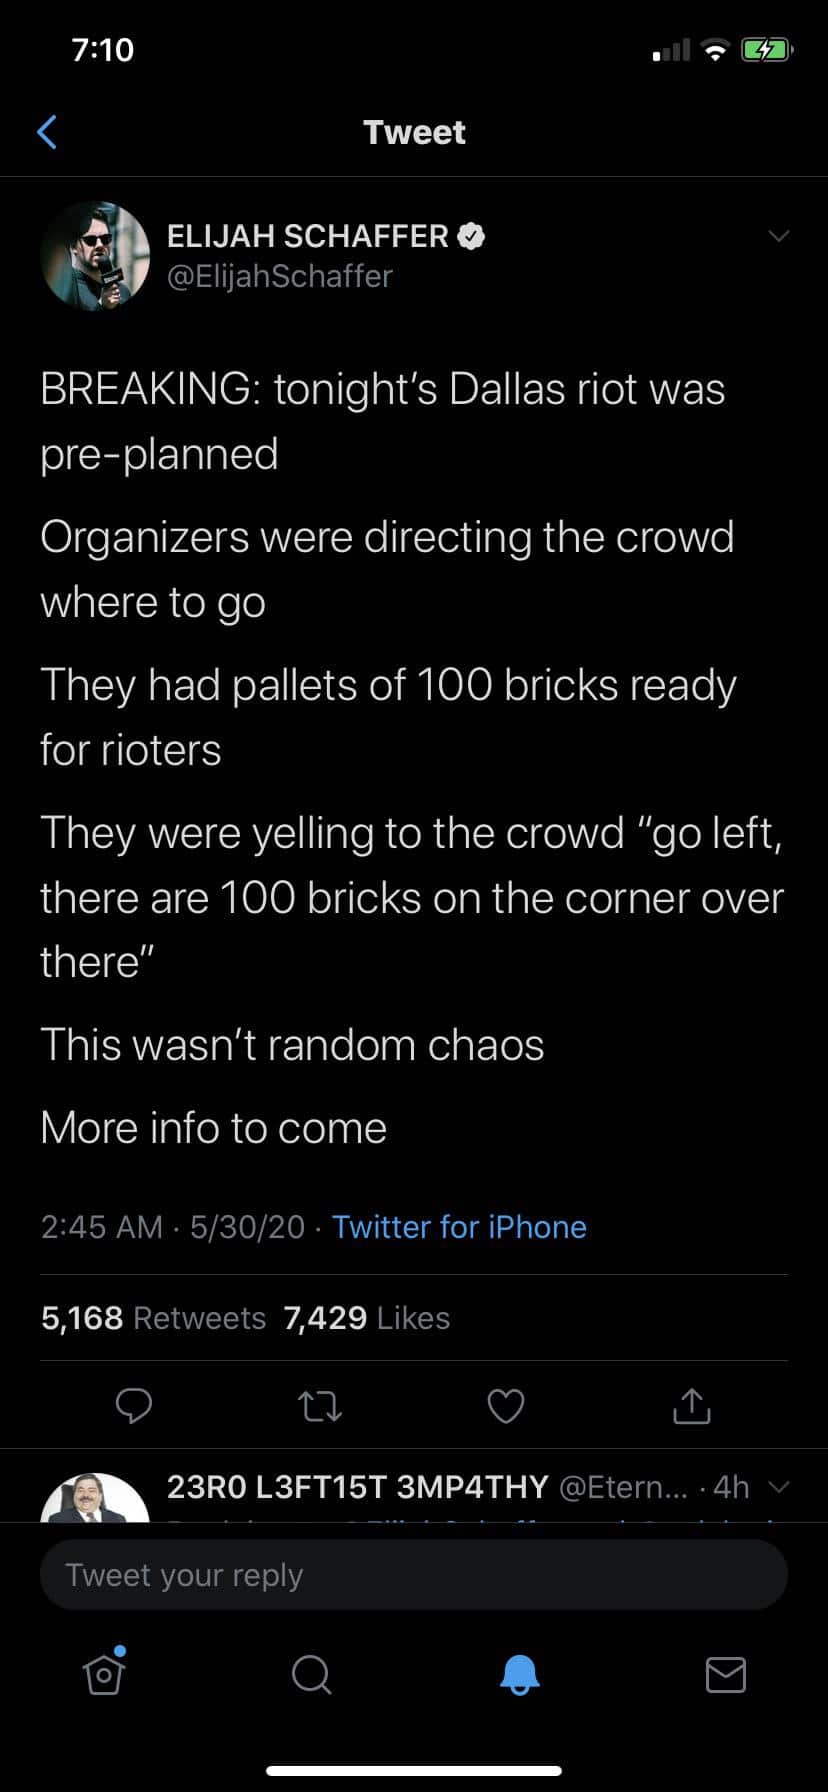 7:10
Tweet
ELIJAH SCHAFFER
@ElijahSchaffer
BREAKING: tonight's Dallas riot was
pre-planned
Organizers were directing the crowd
where to go
They had pallets of 100 bricks ready
for rioters
They were yelling to the crowd "go left,
there are 100 bricks on the corner over
there"
This wasn't random chaos
More info to come
2:45 AM · 5/30/20 · Twitter for iPhone
5,168 Retweets 7,429 Likes
23R0 L3FT15T 3MP4THY @Etern... · 4h
Tweet your reply